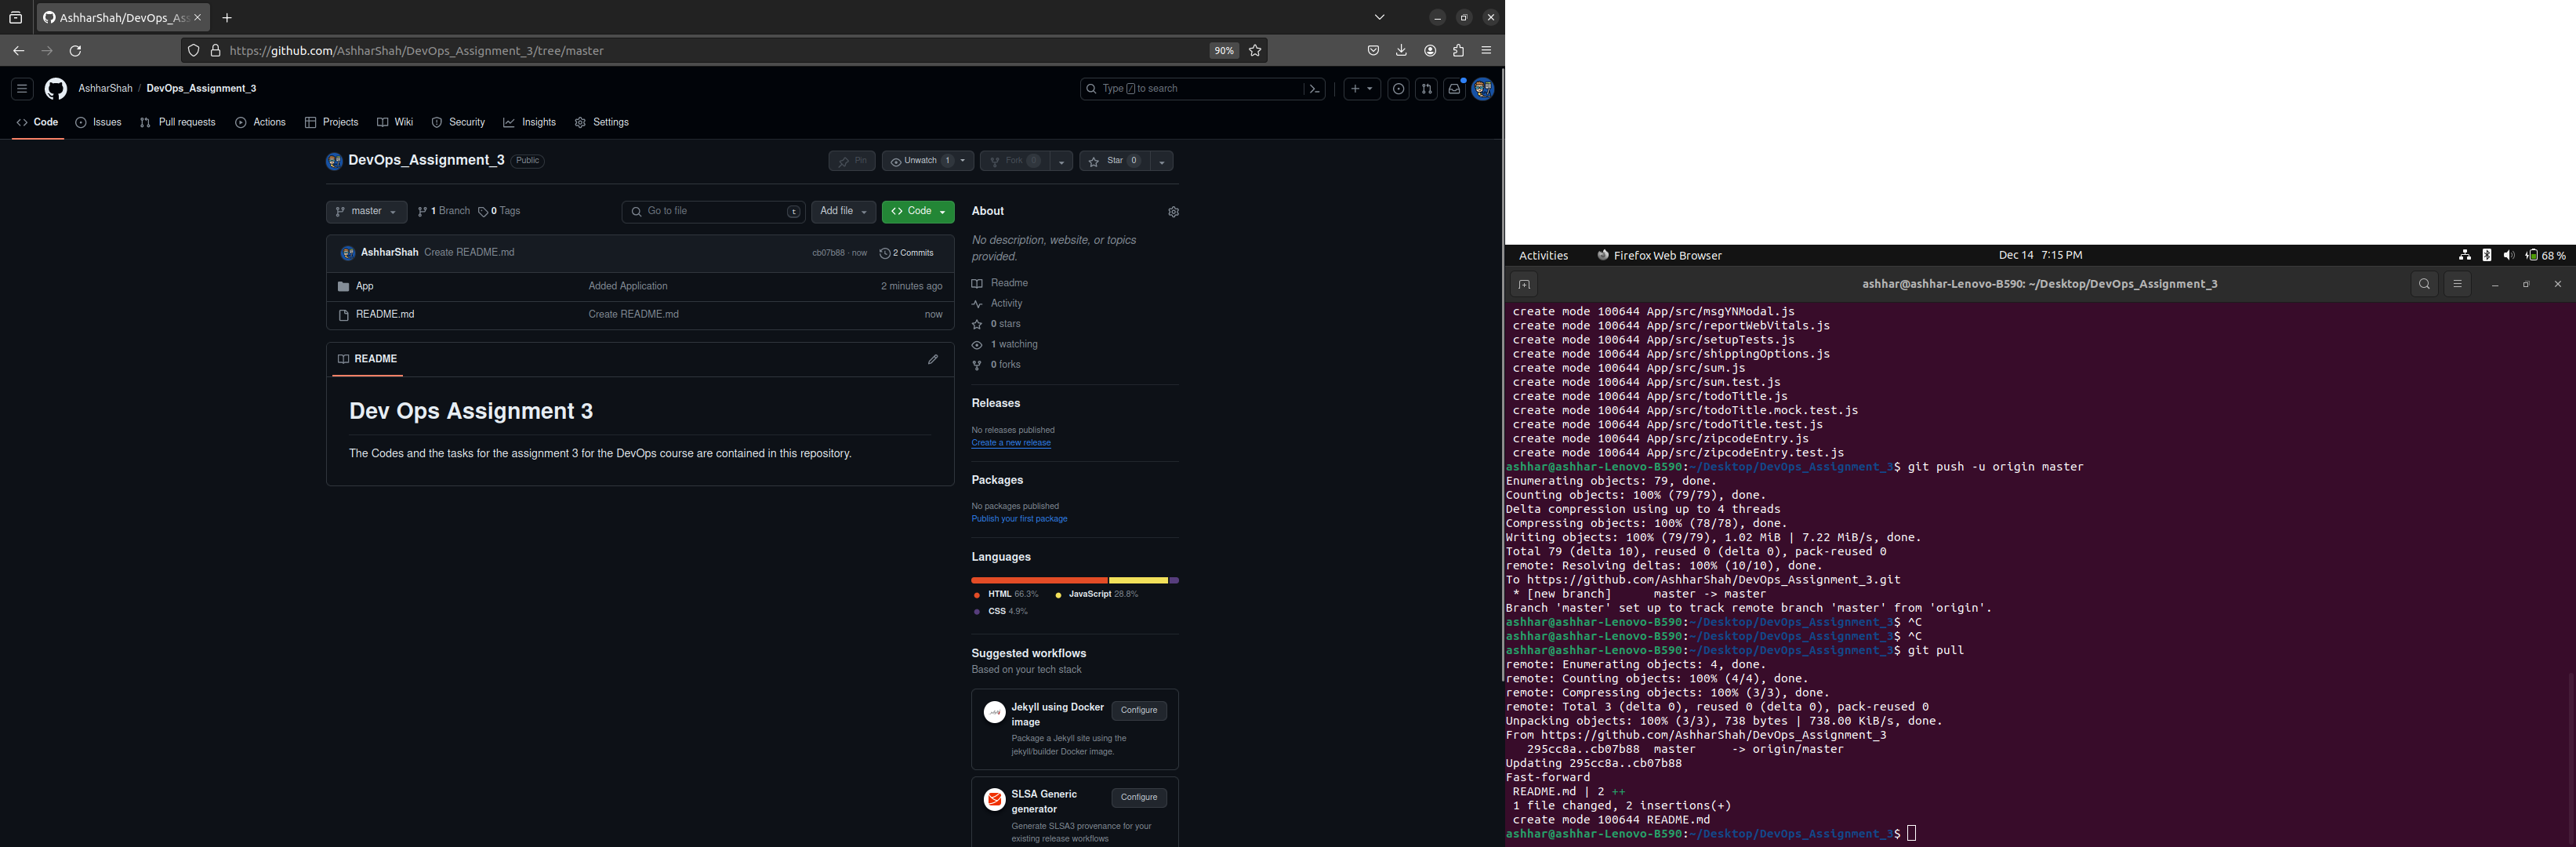 AshharShah/DevOps_As
https://github.com/AshharShah/DevOps_Assignment_3/tree/master
90%
AshharShah / DevOps_Assignment_3
Type / to search
Code Issues Pull requests Actions Projects Wiki Security Insights Settings
DevOps_Assignment_3 Public
Pin Unwatch 1 Fork 0 Star 0
master 1 Branch 0 Tags
Go to file t Add file Code
AshharShah Create README.md cb07b88 · now 2 Commits
App Added Application 2 minutes ago
README.md Create README.md now
README
Dev Ops Assignment 3
The Codes and the tasks for the assignment 3 for the DevOps course are contained in this repository.
About
No description, website, or topics
provided.
Readme
Activity
0 stars
1 watching
0 forks
Releases
No releases published
Create a new release
Packages
No packages published
Publish your first package
Languages
HTML 66.3% JavaScript 28.8%
CSS 4.9%
Suggested workflows
Based on your tech stack
Jekyll using Docker
image
Configure
Package a Jekyll site using the
jekyll/builder Docker image.
SLSA Generic
generator
Configure
Generate SLSA3 provenance for your
existing release workflows
Activities Firefox Web Browser Dec 14 7:15 PM 68 %
ashhar@ashhar-Lenovo-B590: ~/Desktop/DevOps_Assignment_3
create mode 100644 App/src/msgYNModal.js
create mode 100644 App/src/reportWebVitals.js
create mode 100644 App/src/setupTests.js
create mode 100644 App/src/shippingOptions.js
create mode 100644 App/src/sum.js
create mode 100644 App/src/sum.test.js
create mode 100644 App/src/todoTitle.js
create mode 100644 App/src/todoTitle.mock.test.js
create mode 100644 App/src/todoTitle.test.js
create mode 100644 App/src/zipcodeEntry.js
create mode 100644 App/src/zipcodeEntry.test.js
ashhar@ashhar-Lenovo-B590:~/Desktop/DevOps_Assignment_3$ git push -u origin master
Enumerating objects: 79, done.
Counting objects: 100% (79/79), done.
Delta compression using up to 4 threads
Compressing objects: 100% (78/78), done.
Writing objects: 100% (79/79), 1.02 MiB | 7.22 MiB/s, done.
Total 79 (delta 10), reused 0 (delta 0), pack-reused 0
remote: Resolving deltas: 100% (10/10), done.
To https://github.com/AshharShah/DevOps_Assignment_3.git
* [new branch] master -> master
Branch 'master' set up to track remote branch 'master' from 'origin'.
ashhar@ashhar-Lenovo-B590:~/Desktop/DevOps_Assignment_3$ ^C
ashhar@ashhar-Lenovo-B590:~/Desktop/DevOps_Assignment_3$ ^C
ashhar@ashhar-Lenovo-B590:~/Desktop/DevOps_Assignment_3$ git pull
remote: Enumerating objects: 4, done.
remote: Counting objects: 100% (4/4), done.
remote: Compressing objects: 100% (3/3), done.
remote: Total 3 (delta 0), reused 0 (delta 0), pack-reused 0
Unpacking objects: 100% (3/3), 738 bytes | 738.00 KiB/s, done.
From https://github.com/AshharShah/DevOps_Assignment_3
295cc8a..cb07b88 master -> origin/master
Updating 295cc8a..cb07b88
Fast-forward
README.md | 2 ++
1 file changed, 2 insertions(+)
create mode 100644 README.md
ashhar@ashhar-Lenovo-B590:~/Desktop/DevOps_Assignment_3$